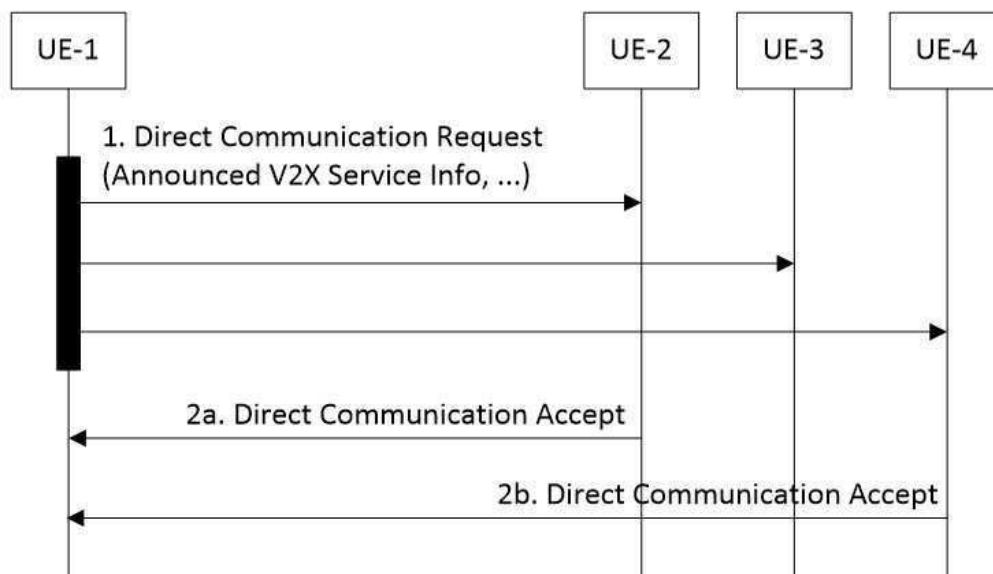 UE-1
UE-2
UE-3
UE-4
1. Direct Communication Request
(Announced V2X Service Info, ...)
2a. Direct Communication Accept
2b. Direct Communication Accept